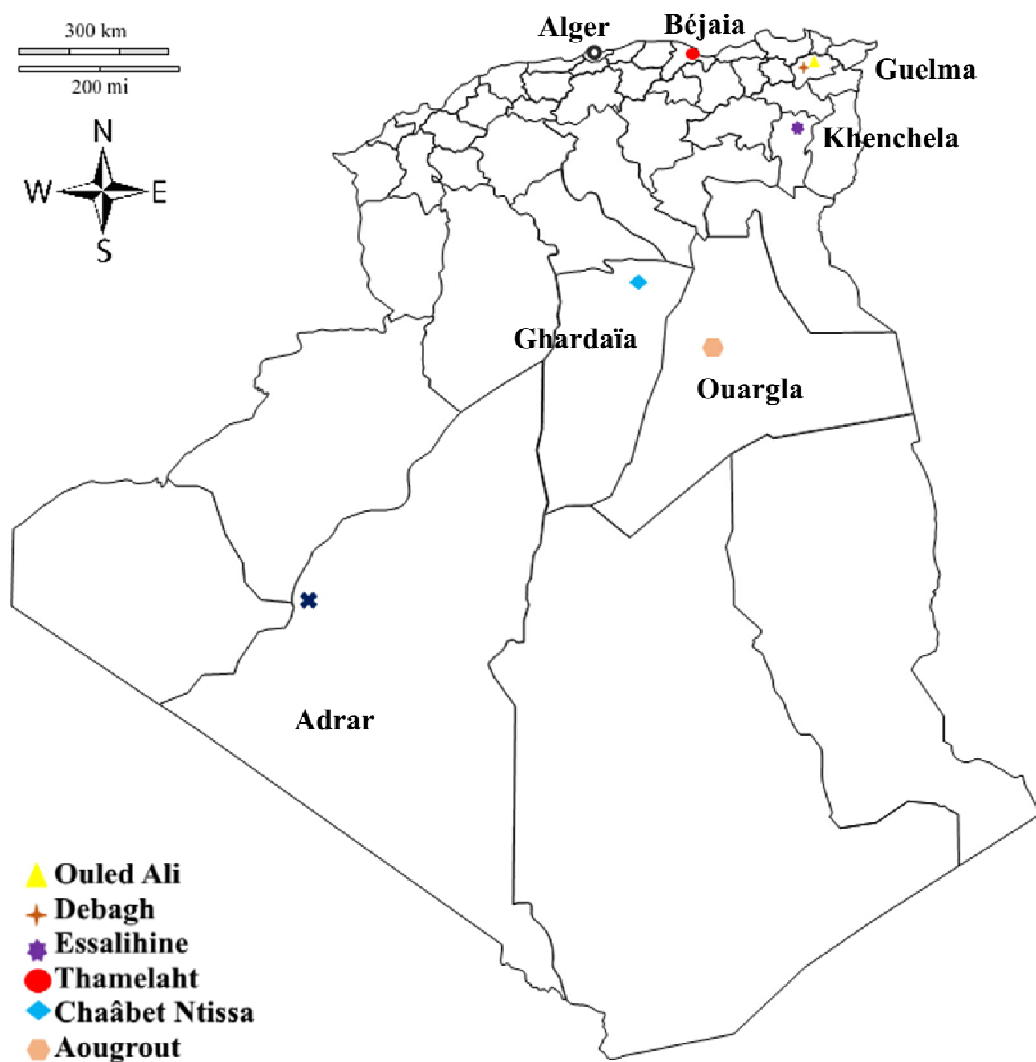 300 km
200 mi
N
W E
S
Alger
Béjaia
Guelma
Khenchela
Ghardaïa
Ouargla
Adrar
Ouled Ali
Debagh
Essalihine
Thamelaht
Chaâbet Ntissa
Aougrout